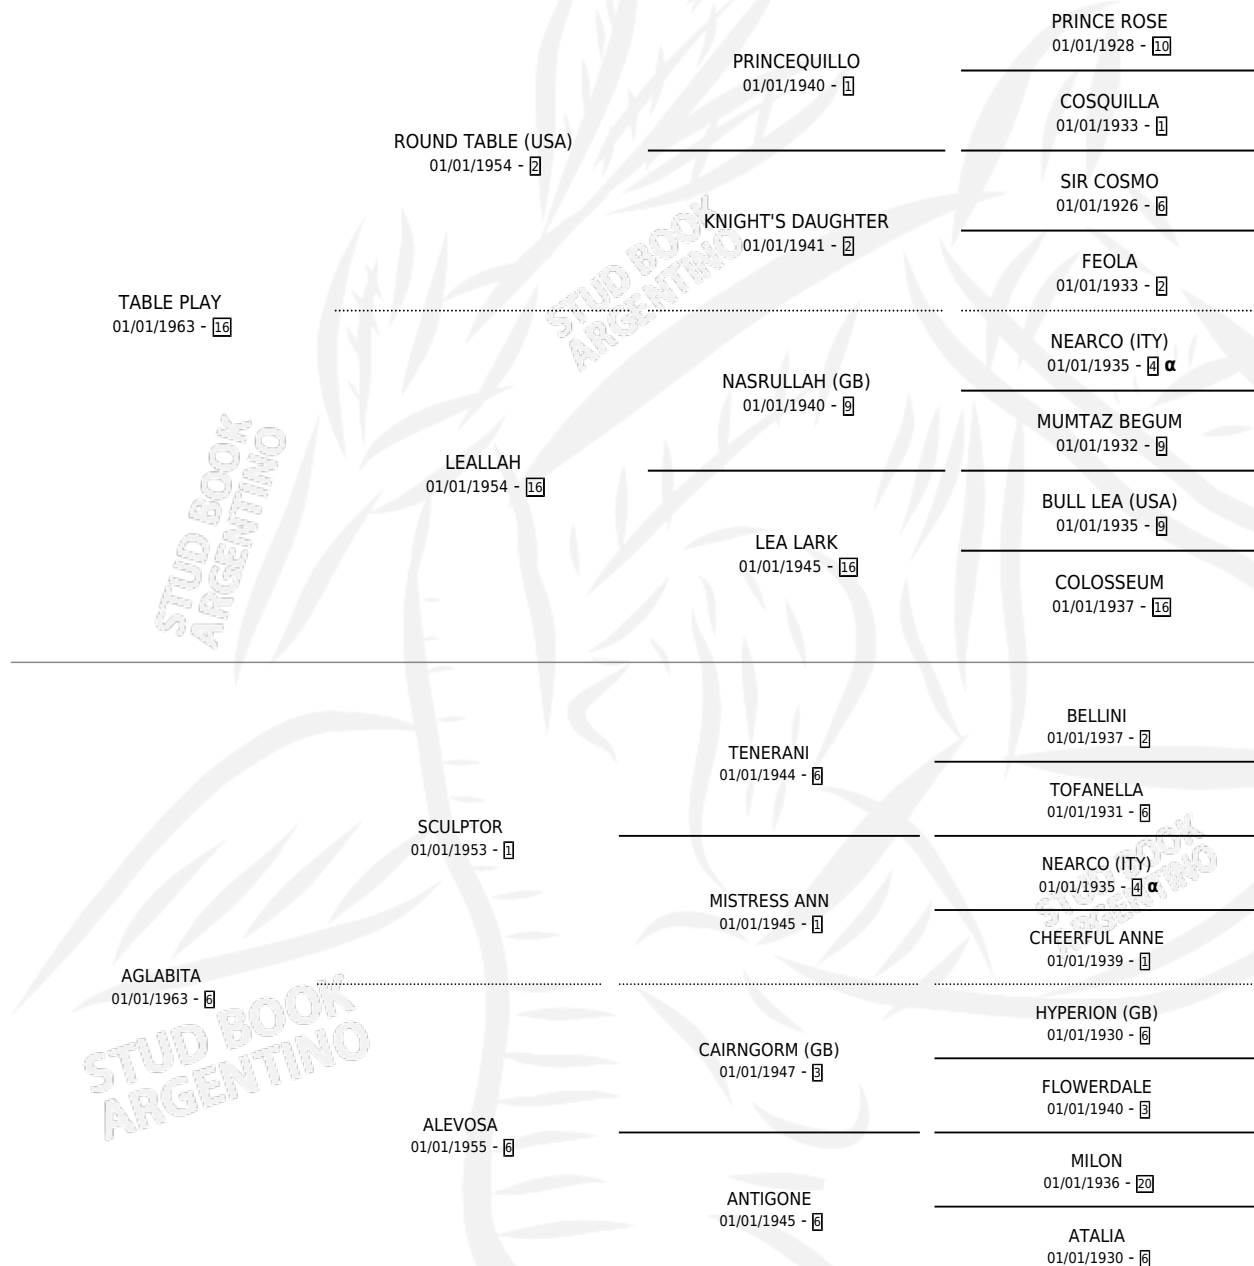 PRINCE ROSE
01/01/1928 - 10
PRINCEQUILLO
01/01/1940 - 1
COSQUILLA
01/01/1933 - 1
ROUND TABLE (USA)
01/01/1954 - 2
SIR COSMO
01/01/1926 - 6
KNIGHT'S DAUGHTER
01/01/1941 - 2
FEOLA
01/01/1933 - 2
STUD BOOK
ARGENTINO
TABLE PLAY
01/01/1963 - 16
NEARCO (ITY)
01/01/1935 - 4 α
NASRULLAH (GB)
01/01/1940 - 9
MUMTAZ BEGUM
01/01/1932 - 9
LEALLAH
01/01/1954 - 16
BULL LEA (USA)
01/01/1935 - 9
LEA LARK
01/01/1945 - 16
COLOSSEUM
01/01/1937 - 16
STUD BOOK
ARGENTINO
BELLINI
01/01/1937 - 2
TENERANI
01/01/1944 - 6
TOFANELLA
01/01/1931 - 6
SCULPTOR
01/01/1953 - 1
NEARCO (ITY)
01/01/1935 - 4 α
MISTRESS ANN
01/01/1945 - 1
CHEERFUL ANNE
01/01/1939 - 1
STUD BOOK
ARGENTINO
AGLABITA
01/01/1963 - 6
HYPERION (GB)
01/01/1930 - 6
CAIRNGORM (GB)
01/01/1947 - 3
FLOWERDALE
01/01/1940 - 3
STUD BOOK
ARGENTINO
ALEVOSA
01/01/1955 - 6
MILON
01/01/1936 - 20
ANTIGONE
01/01/1945 - 6
ATALIA
01/01/1930 - 6